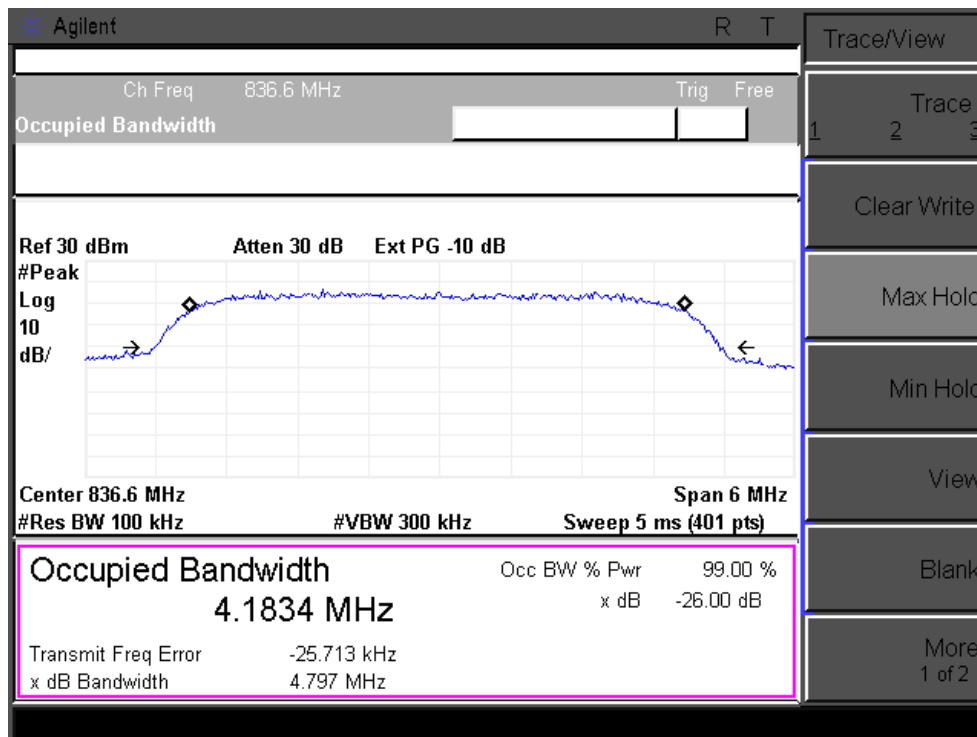 Agilent R T
Ch Freq 836.6 MHz Trig Free
Occupied Bandwidth
Ref 30 dBm Atten 30 dB Ext PG -10 dB
#Peak
Log
10
dB/
Center 836.6 MHz Span 6 MHz
#Res BW 100 kHz #VBW 300 kHz Sweep 5 ms (401 pts)
Occupied Bandwidth Occ BW % Pwr 99.00 %
4.1834 MHz x dB -26.00 dB
Transmit Freq Error -25.713 kHz
x dB Bandwidth 4.797 MHz
Trace/View
Trace
1 2 3
Clear Write
Max Hold
Min Hold
View
Blank
More
1 of 2